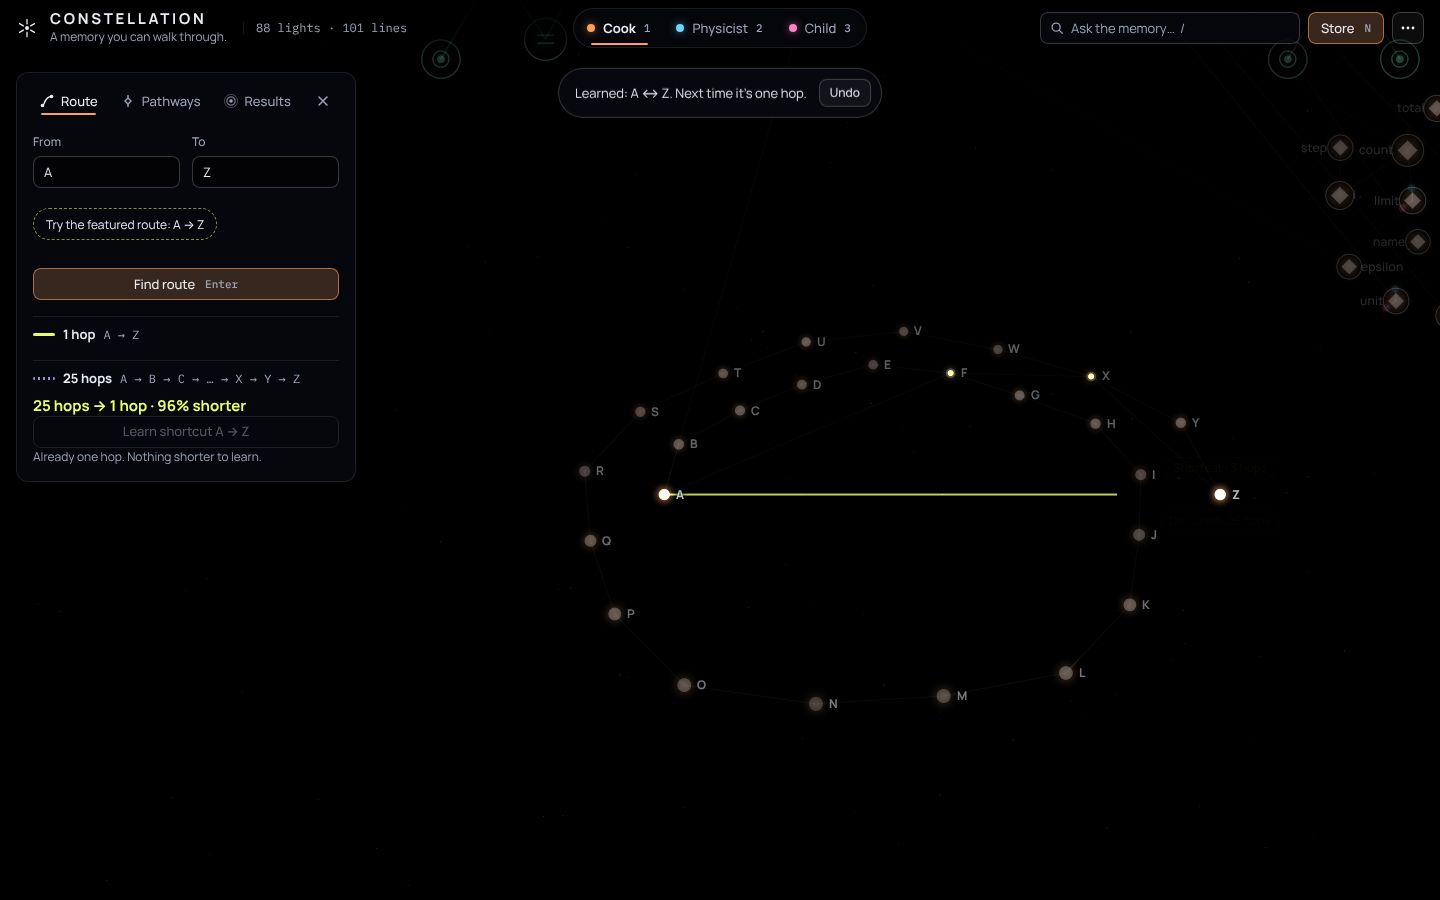 CONSTELLATION
A memory you can walk through.
88 lights · 101 lines
Cook 1
Physicist 2
Child 3
Ask the memory... /
Store N
Learned: A ↔ Z. Next time it's one hop.
Undo
Route
Pathways
Results
From
To
A
Z
Try the featured route: A → Z
Find route Enter
1 hop A → Z
25 hops A → B → C → … → X → Y → Z
25 hops → 1 hop · 96% shorter
Learn shortcut A → Z
Already one hop. Nothing shorter to learn.
total
step
count
limit
name
epsilon
unit
V
U
W
E
T
F
X
D
G
S
C
H
Y
B
R
I
A
Z
Q
J
K
P
L
O
M
N